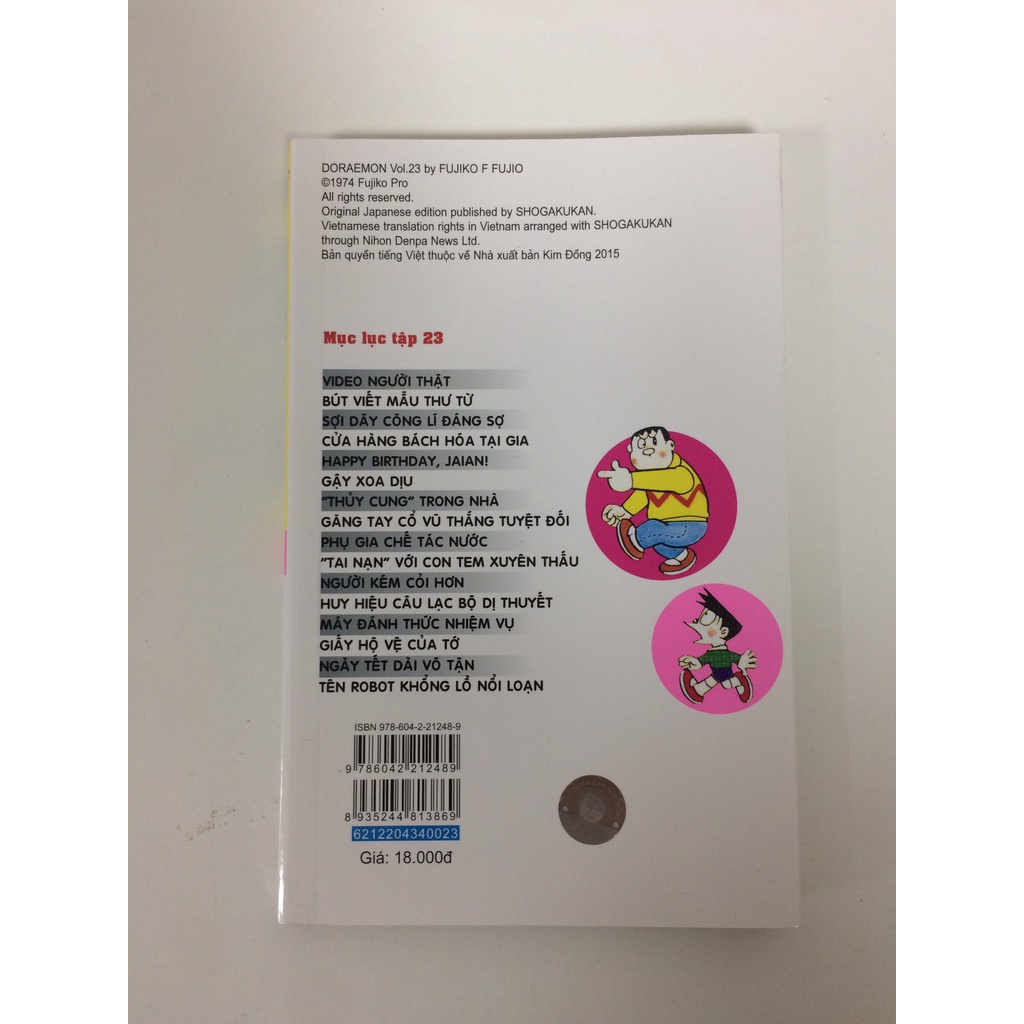 DORAEMON Vol.23 by FUJIKO F FUJIO
©1974 Fujiko Pro
All rights reserved.
Original Japanese edition published by SHOGAKUKAN.
Vietnamese translation rights in Vietnam arranged with SHOGAKUKAN
through Nihon Denpa News Ltd.
Bản quyền tiếng Việt thuộc về Nhà xuất bản Kim Đồng 2015
Mục lục tập 23
VIDEO NGƯỜI THẬT
BÚT VIẾT MẪU THƯ TỪ
SỢI DÂY CÔNG LÍ ĐÁNG SỢ
CỬA HÀNG BÁCH HÓA TẠI GIA
HAPPY BIRTHDAY, JAIAN!
GẬY XOA DỊU
“THỦY CUNG” TRONG NHÀ
GĂNG TAY CỔ VŨ THẮNG TUYỆT ĐỐI
PHỤ GIA CHẾ TÁC NƯỚC
“TAI NẠN” VỚI CON TEM XUYÊN THẤU
NGƯỜI KÉM CỎI HƠN
HUY HIỆU CÂU LẠC BỘ DỊ THUYẾT
MÁY ĐÁNH THỨC NHIỆM VỤ
GIẤY HỘ VỆ CỦA TỚ
NGÀY TẾT DÀI VÔ TẬN
TÊN ROBOT KHỔNG LỒ NỔI LOẠN
ISBN 978-604-2-21248-9
9 786042 212489
8 935244 813869
6212204340023
Giá: 18.000đ